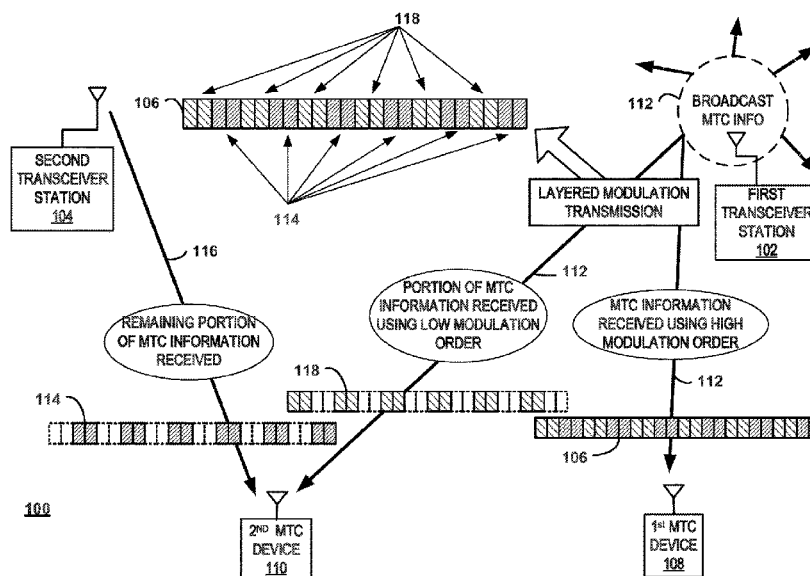 118
106
112
BROADCAST
MTC INFO
SECOND
TRANSCEIVER
STATION
104
114
LAYERED MODULATION
TRANSMISSION
FIRST
TRANSCEIVER
STATION
102
116
112
REMAINING PORTION
OF MTC INFORMATION
RECEIVED
PORTION OF MTC
INFORMATION RECEIVED
USING LOW MODULATION
ORDER
MTC INFORMATION
RECEIVED USING HIGH
MODULATION ORDER
112
114
118
106
100
2ND MTC
DEVICE
110
1st MTC
DEVICE
108